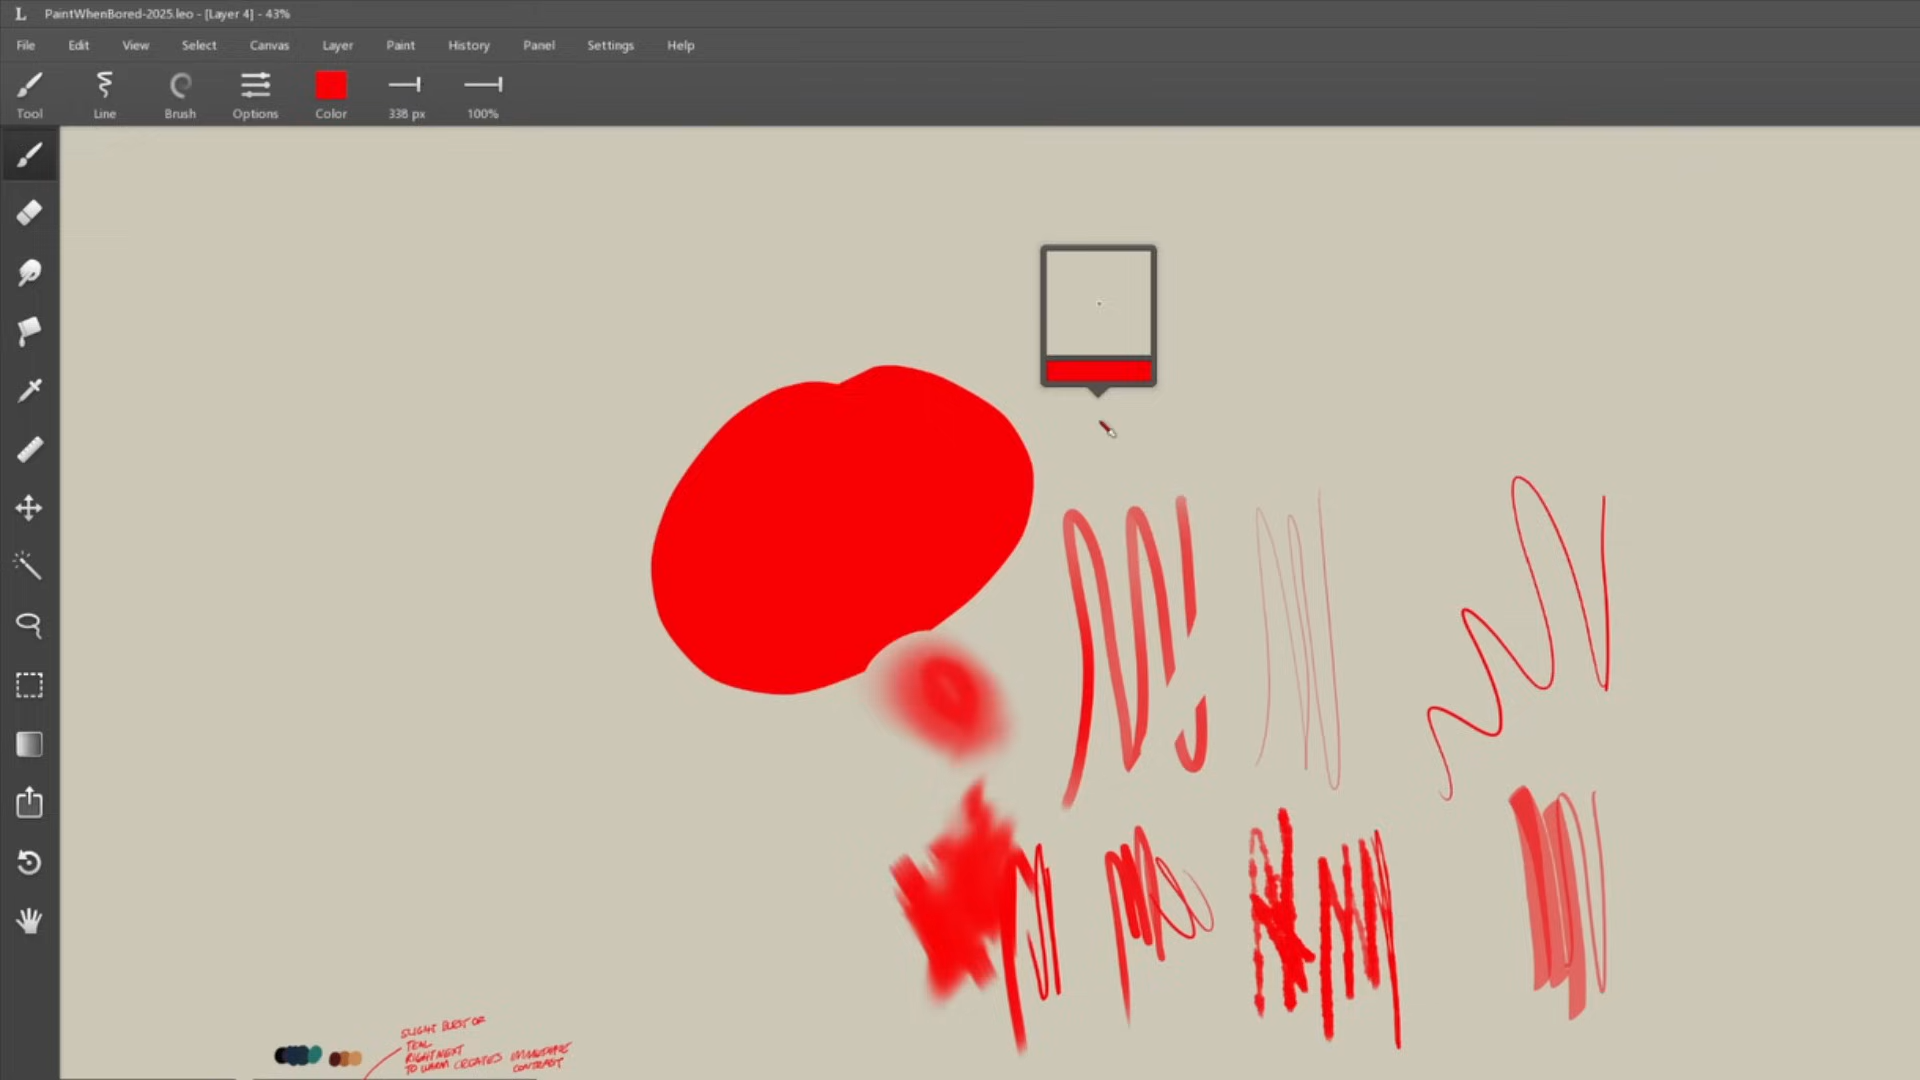 L PaintWhenBored-2025.leo - [Layer 4] - 43%
File Edit View Select Canvas Layer Paint History Panel Settings Help
Tool Line Brush Options Color 338 px 100%
SLIGHT BURST OF
TEAL
RIGHT NEXT
TO WARM CREATES IMMEDIATE
CONTRAST